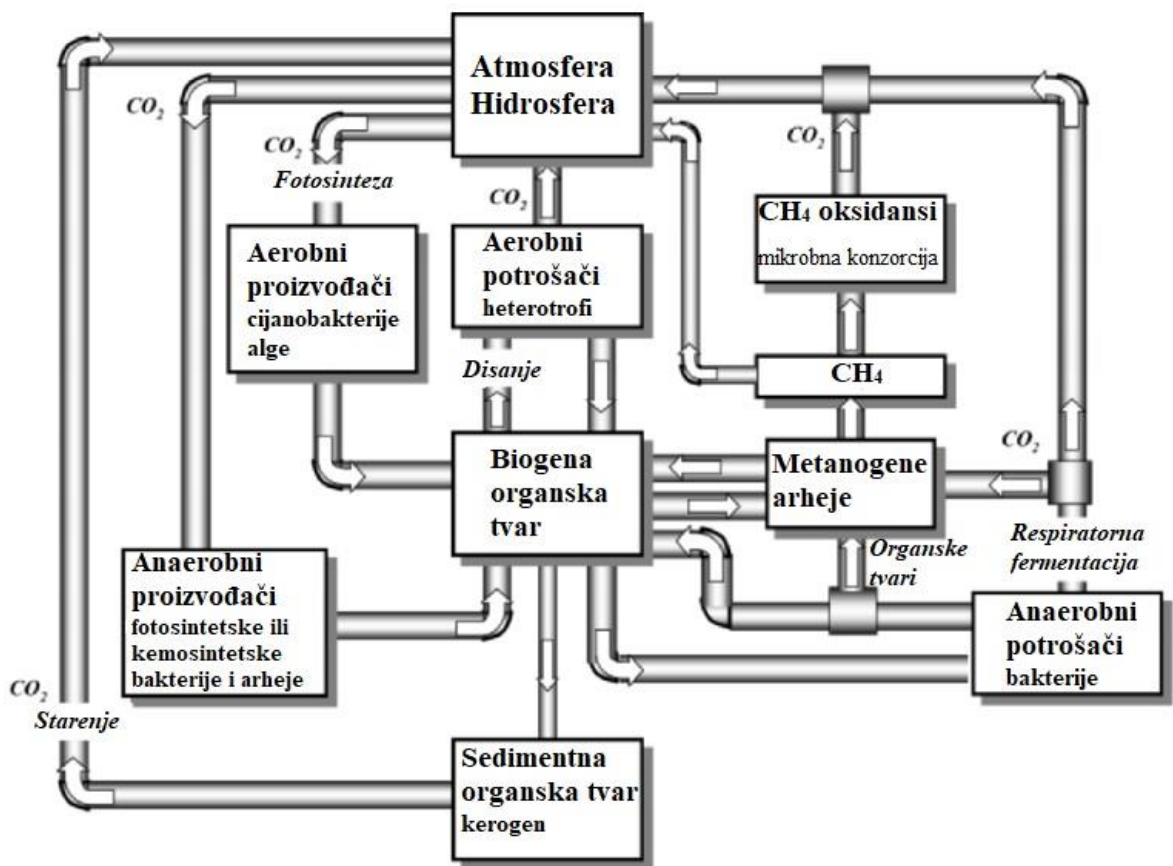 Atmosfera
Hidrosfera
CO2
CO2
Fotosinteza
CO2
CO2
CH4 oksidansi
mikrobna konzorcija
Aerobni
proizvođači
cijanobakterije
alge
Aerobni
potrošači
heterotrofi
Disanje
CH4
Biogena
organska
tvar
Metanogene
arheje
CO2
Organske
tvari
Respiratorna
fermentacija
Anaerobni
proizvođači
fotosintetske ili
kemosintetske
bakterije i arheje
Anaerobni
potrošači
bakterije
CO2
Starenje
Sedimentna
organska tvar
kerogen